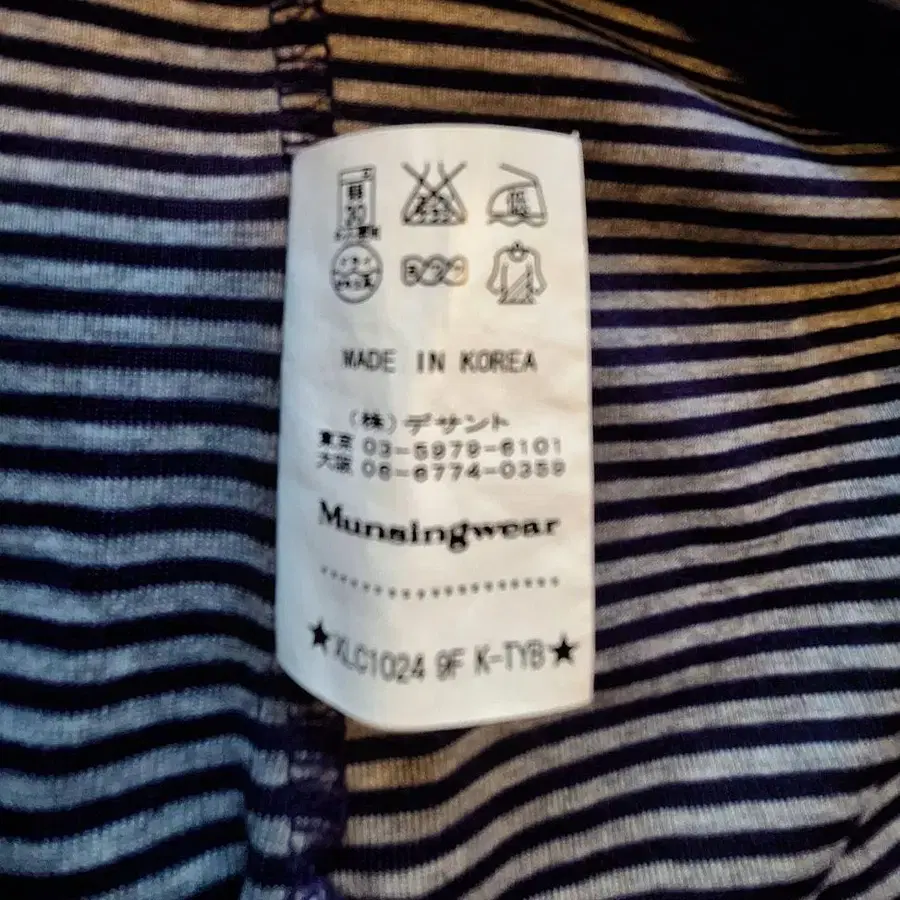 MADE IN KOREA
(株)デサント
東京 03-5979-6101
大阪 06-6774-0359
Munsingwear
★XLC1024 9F K-TYB★